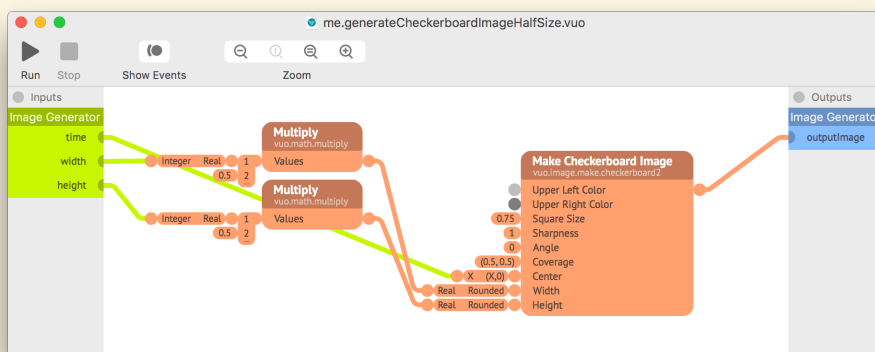 me.generateCheckerboardImageHalfSize.vuo
Run Stop Show Events Zoom
Inputs
Image Generator
time
width
height
Multiply
vuo.math.multiply
Integer Real 1 Values
0.5 2
...
Multiply
vuo.math.multiply
Integer Real 1 Values
0.5 2
...
Make Checkerboard Image
vuo.image.make.checkerboard2
Upper Left Color
Upper Right Color
0.75 Square Size
1 Sharpness
0 Angle
(0.5, 0.5) Coverage
X (X,0) Center
Real Rounded Width
Real Rounded Height
Outputs
Image Generato
outputImage